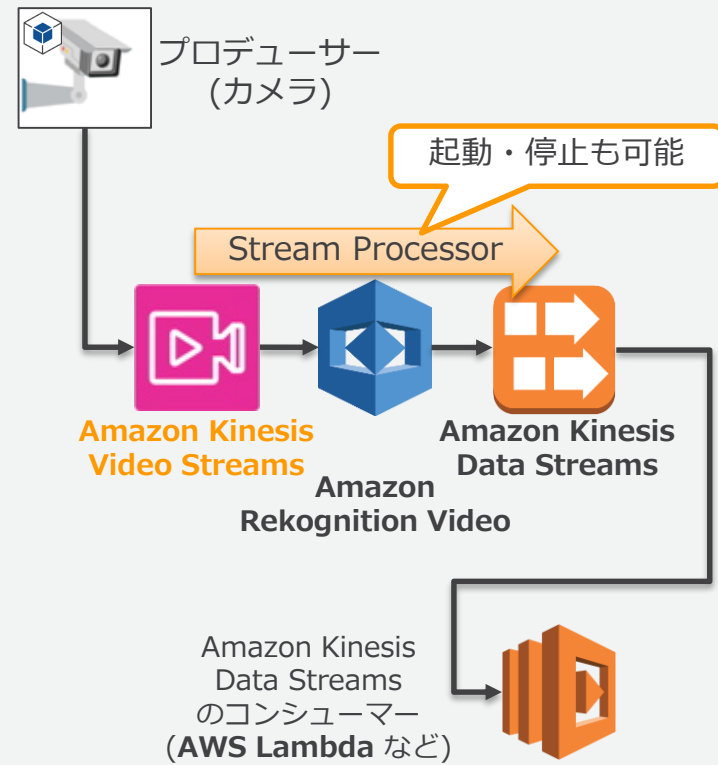 プロデューサー
(カメラ)
起動・停止も可能
Stream Processor
Amazon Kinesis
Video Streams
Amazon
Rekognition Video
Amazon Kinesis
Data Streams
Amazon Kinesis
Data Streams
のコンシューマー
(AWS Lambda など)